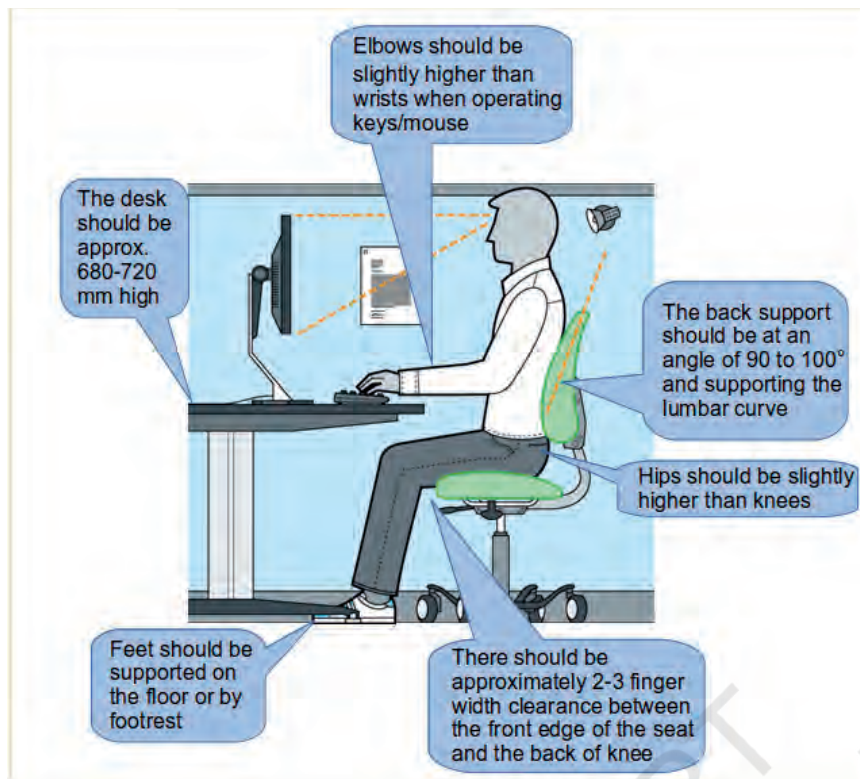 Elbows should be
slightly higher than
wrists when operating
keys/mouse
The desk
should be
approx.
680-720
mm high
The back support
should be at an
angle of 90 to 100°
and supporting the
lumbar curve
Hips should be slightly
higher than knees
Feet should be
supported on
the floor or by
footrest
There should be
approximately 2-3 finger
width clearance between
the front edge of the seat
and the back of knee